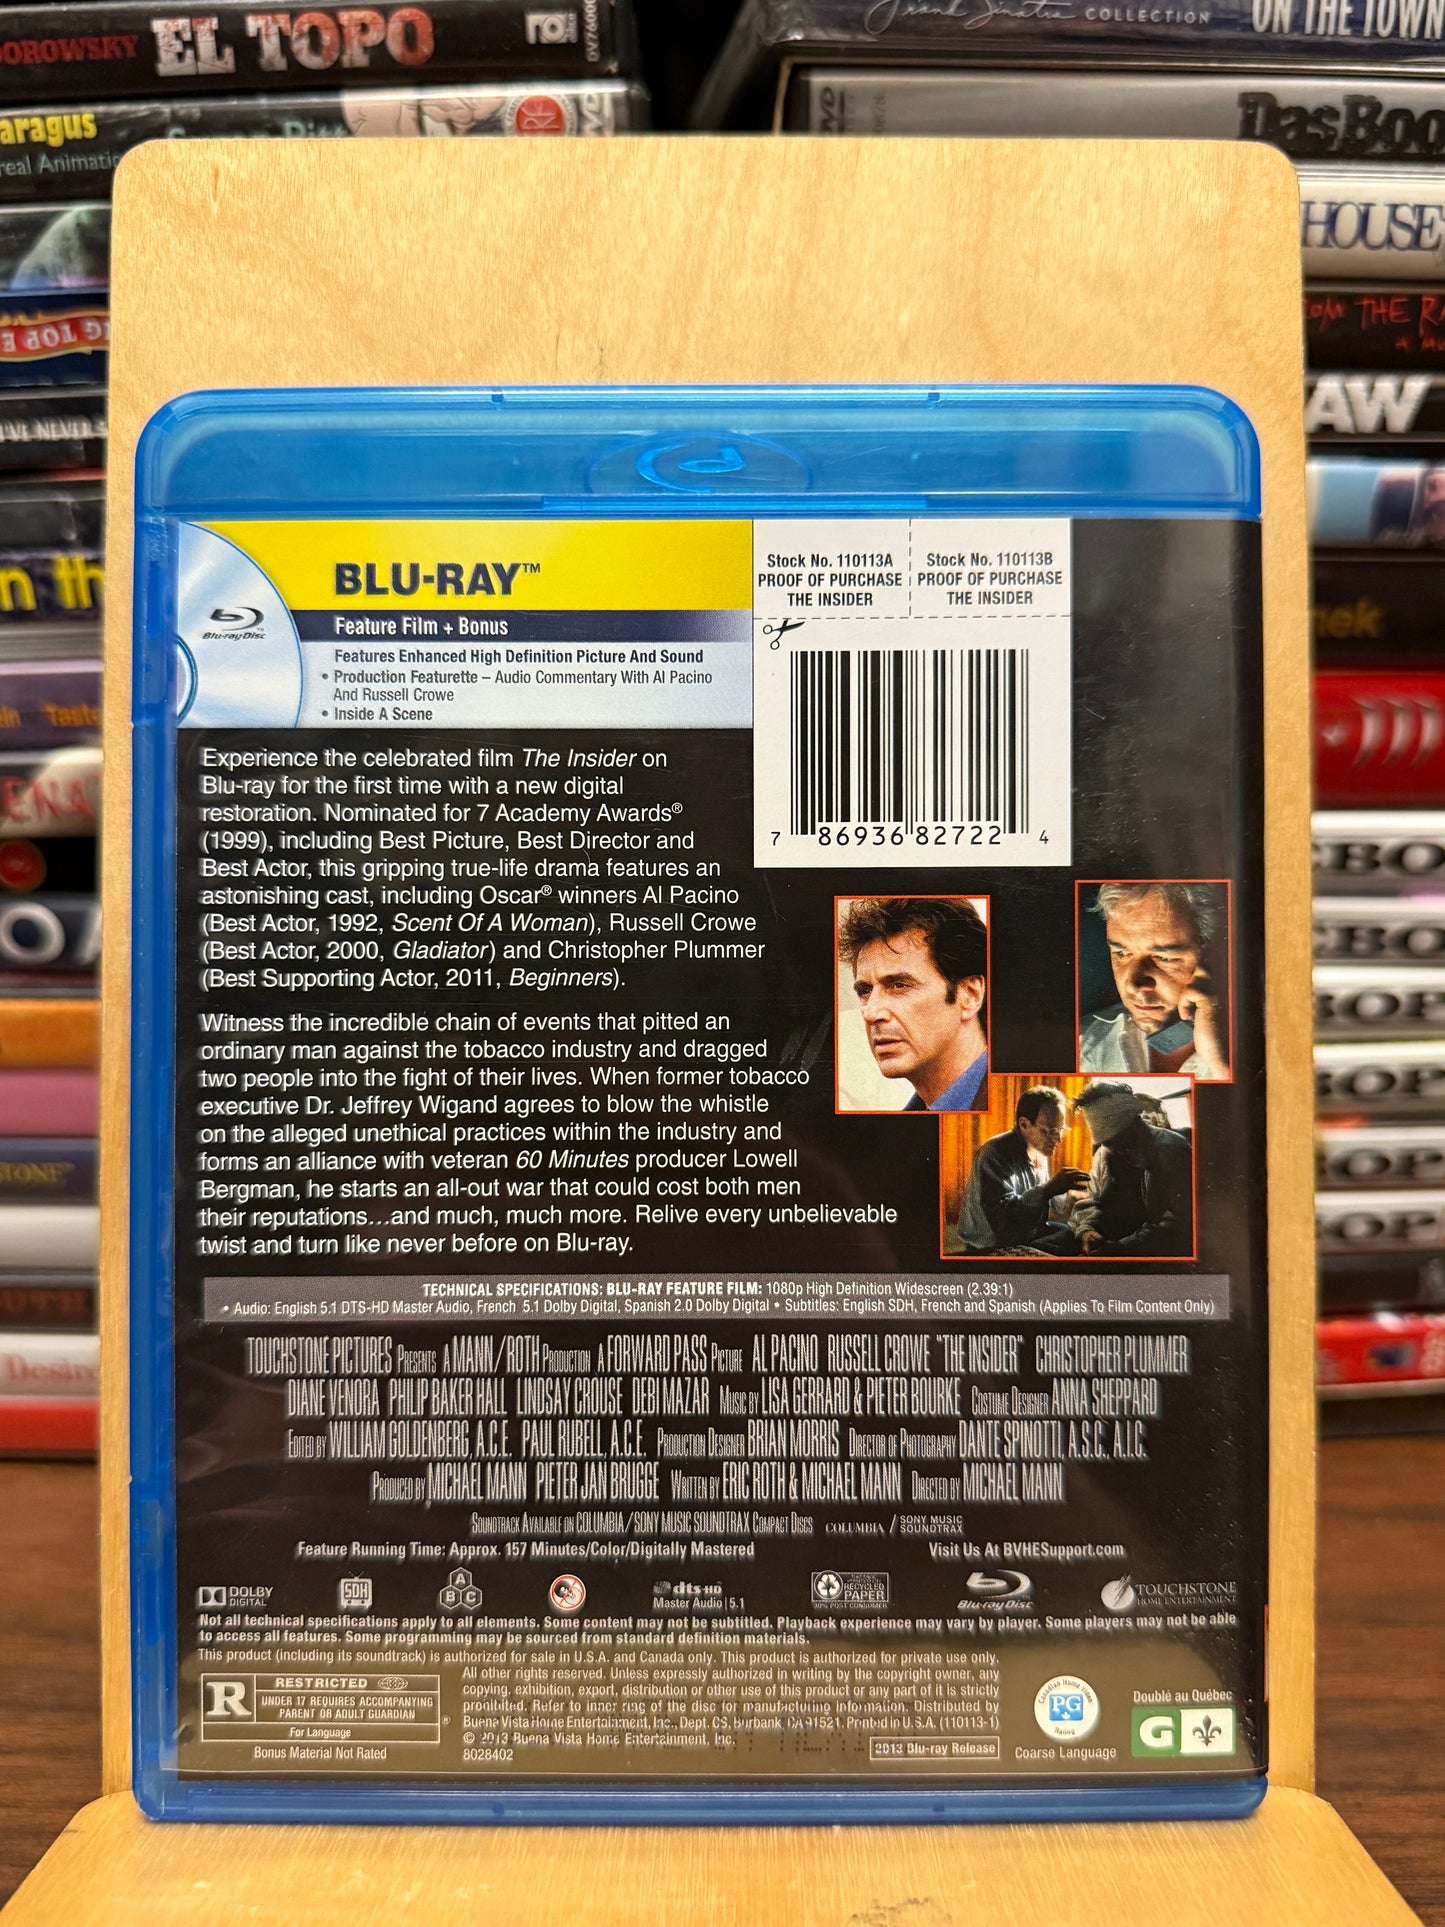 DOROWSKY EL TOPO
DV7600
aragus
real Animatio
Frank Sinatra COLLECTION ON THE TOWN
DVD
Das Boo
HOUSE
THE R
I'VE NEVER
AW
n th
STONE
Desire
BLU-RAY™
Blu-ray Disc
Feature Film + Bonus
Features Enhanced High Definition Picture And Sound
• Production Featurette – Audio Commentary With Al Pacino
And Russell Crowe
• Inside A Scene
Stock No. 110113A
PROOF OF PURCHASE
THE INSIDER
Stock No. 110113B
PROOF OF PURCHASE
THE INSIDER
7 86936 82722 4
Experience the celebrated film The Insider on
Blu-ray for the first time with a new digital
restoration. Nominated for 7 Academy Awards®
(1999), including Best Picture, Best Director and
Best Actor, this gripping true-life drama features an
astonishing cast, including Oscar® winners Al Pacino
(Best Actor, 1992, Scent Of A Woman), Russell Crowe
(Best Actor, 2000, Gladiator) and Christopher Plummer
(Best Supporting Actor, 2011, Beginners).
Witness the incredible chain of events that pitted an
ordinary man against the tobacco industry and dragged
two people into the fight of their lives. When former tobacco
executive Dr. Jeffrey Wigand agrees to blow the whistle
on the alleged unethical practices within the industry and
forms an alliance with veteran 60 Minutes producer Lowell
Bergman, he starts an all-out war that could cost both men
their reputations...and much, much more. Relive every unbelievable
twist and turn like never before on Blu-ray.
TECHNICAL SPECIFICATIONS: BLU-RAY FEATURE FILM: 1080p High Definition Widescreen (2.39:1)
• Audio: English 5.1 DTS-HD Master Audio, French 5.1 Dolby Digital, Spanish 2.0 Dolby Digital • Subtitles: English SDH, French and Spanish (Applies To Film Content Only)
TOUCHSTONE PICTURES PRESENTS A MANN/ROTH PRODUCTION A FORWARD PASS PICTURE AL PACINO RUSSELL CROWE "THE INSIDER" CHRISTOPHER PLUMMER
DIANE VENORA PHILIP BAKER HALL LINDSAY CROUSE DEBI MAZAR MUSIC BY LISA GERRARD & PIETER BOURKE COSTUME DESIGNER ANNA SHEPPARD
EDITED BY WILLIAM GOLDENBERG, A.C.E. PAUL RUBELL, A.C.E. PRODUCTION DESIGNER BRIAN MORRIS DIRECTOR OF PHOTOGRAPHY DANTE SPINOTTI, A.S.C., A.I.C.
PRODUCED BY MICHAEL MANN PIETER JAN BRUGGE WRITTEN BY ERIC ROTH & MICHAEL MANN DIRECTED BY MICHAEL MANN
SOUNDTRACK AVAILABLE ON COLUMBIA/SONY MUSIC SOUNDTRAX COMPACT DISCS COLUMBIA / SONY MUSIC SOUNDTRAX
Feature Running Time: Approx. 157 Minutes/Color/Digitally Mastered Visit Us At BVHESupport.com
DOLBY DIGITAL SDH A B C dts-HD Master Audio | 5.1 RECYCLED PAPER 30% POST CONSUMER Blu-ray Disc TOUCHSTONE HOME ENTERTAINMENT
Not all technical specifications apply to all elements. Some content may not be subtitled. Playback experience may vary by player. Some players may not be able
to access all features. Some programming may be sourced from standard definition materials.
This product (including its soundtrack) is authorized for sale in U.S.A. and Canada only. This product is authorized for private use only.
All other rights reserved. Unless expressly authorized in writing by the copyright owner, any
copying, exhibition, export, distribution or other use of this product or any part of it is strictly
prohibited. Refer to inner ring of the disc for manufacturing information. Distributed by
Buena Vista Home Entertainment, Inc., Dept. CS, Burbank, CA 91521. Printed in U.S.A. (110113-1)
© 2013 Buena Vista Home Entertainment, Inc.
8028402
2013 Blu-ray Release
R RESTRICTED
UNDER 17 REQUIRES ACCOMPANYING
PARENT OR ADULT GUARDIAN
For Language
®
Bonus Material Not Rated
Canadian Home Video
PG
Rating
Coarse Language
Doublé au Québec
G